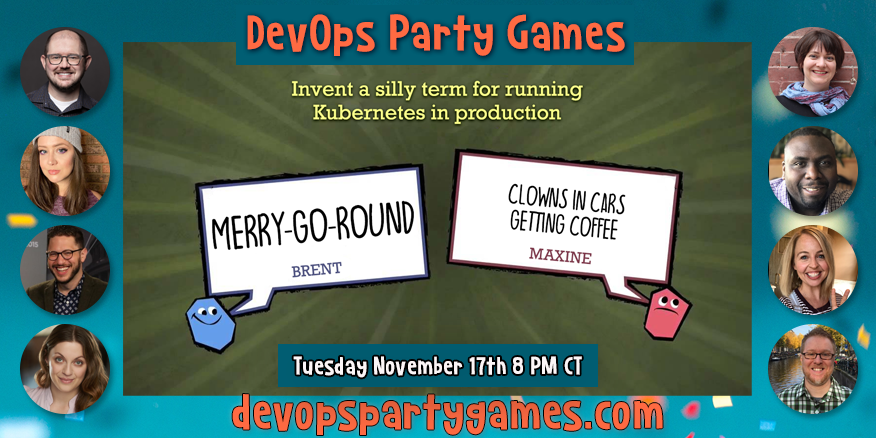 DevOps Party Games
Invent a silly term for running
Kubernetes in production
MERRY-GO-ROUND
BRENT
CLOWNS IN CARS
GETTING COFFEE
MAXINE
Tuesday November 17th 8 PM CT
devopspartygames.com